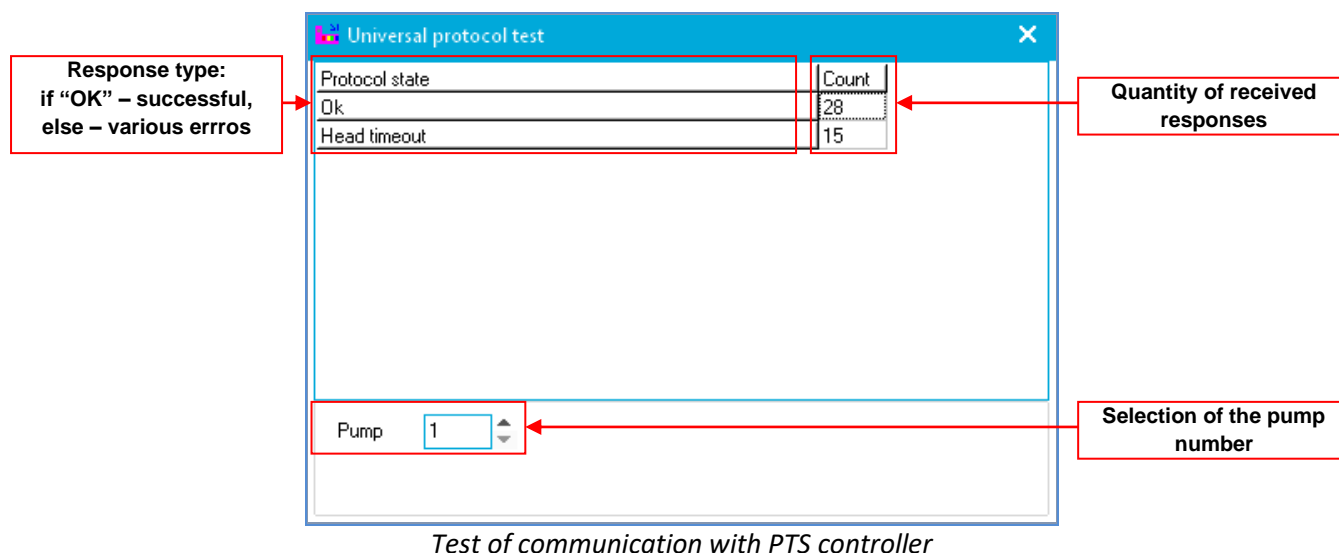 Universal protocol test
Response type:
if “OK” – successful,
else – various erros
Protocol state Count
Ok 28
Head timeout 15
Quantity of received
responses
Pump 1
Selection of the pump
number
Test of communication with PTS controller